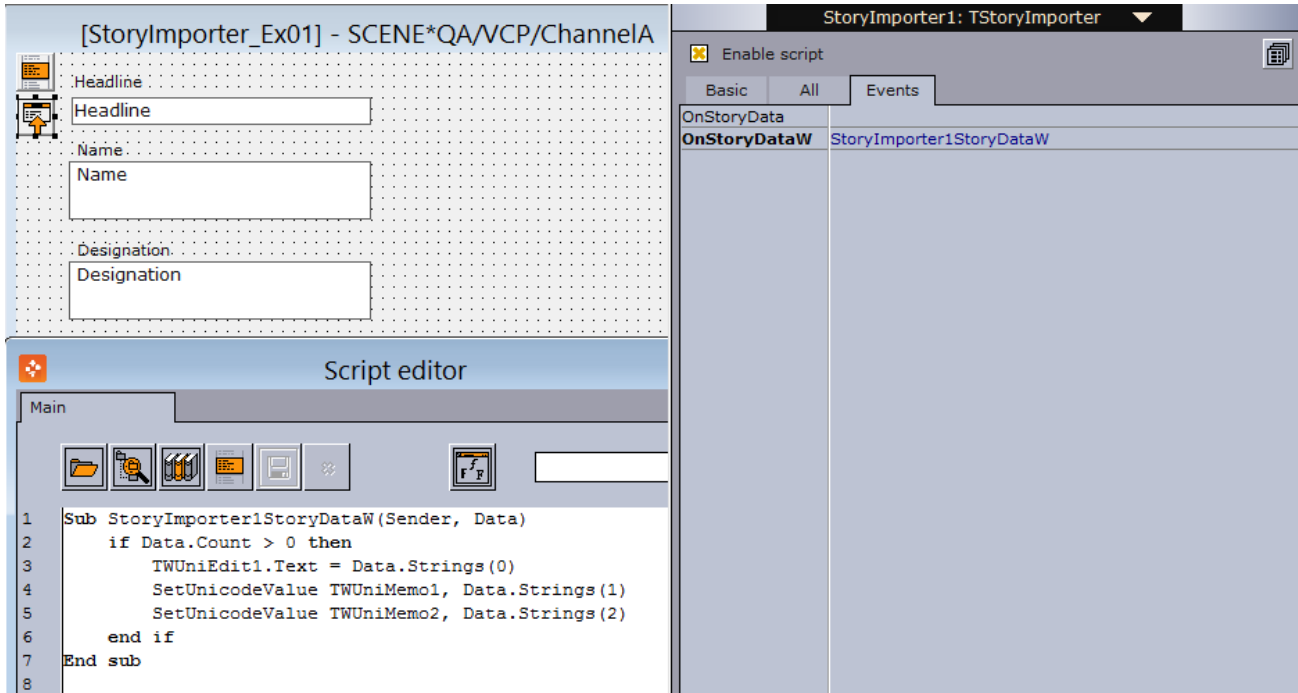 [StoryImporter_Ex01] - SCENE*QA/VCP/ChannelA
Headline
Headline
Name
Name
Designation
Designation
StoryImporter1: TStoryImporter
Enable script
Basic All Events
OnStoryData
OnStoryDataW StoryImporter1StoryDataW
Script editor
Main
F f F
1 Sub StoryImporter1StoryDataW(Sender, Data)
2 if Data.Count > 0 then
3 TWUniEdit1.Text = Data.Strings(0)
4 SetUnicodeValue TWUniMemo1, Data.Strings(1)
5 SetUnicodeValue TWUniMemo2, Data.Strings(2)
6 end if
7 End sub
8